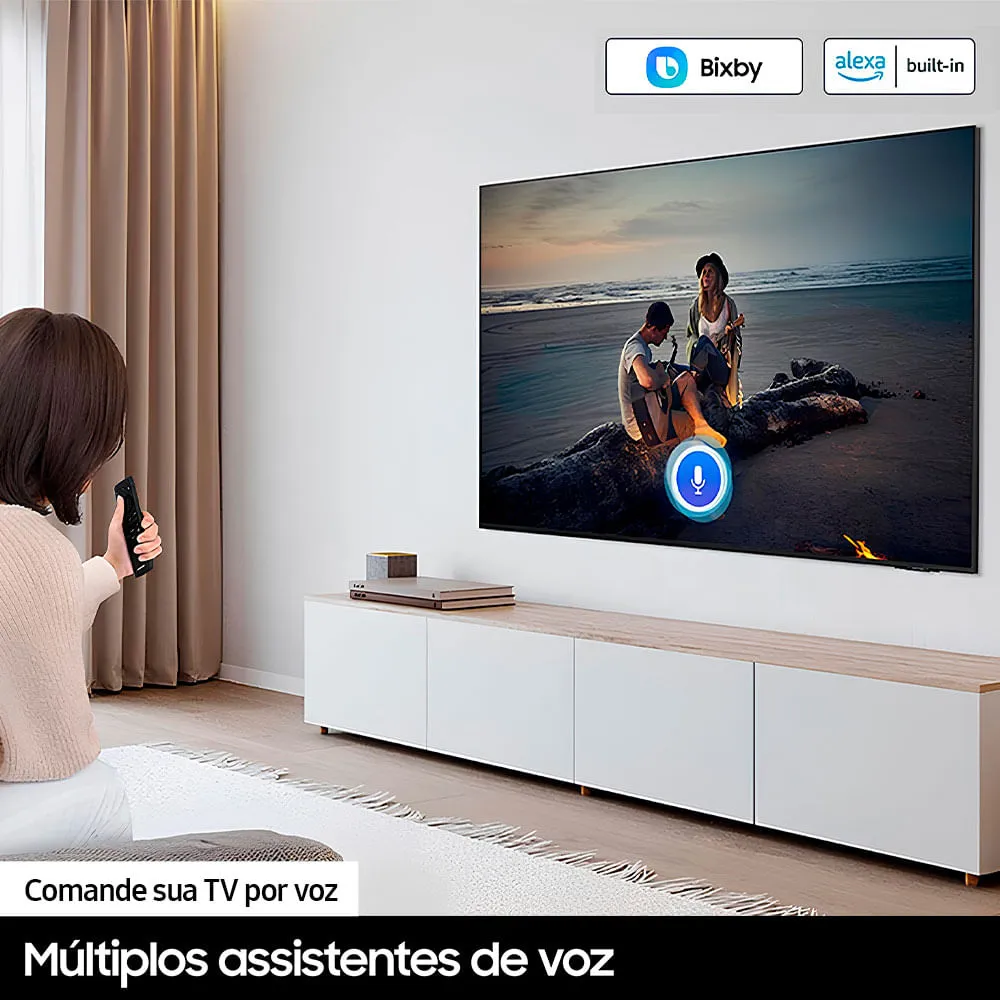 Bixby
alexa built-in
Comande sua TV por voz
Múltiplos assistentes de voz